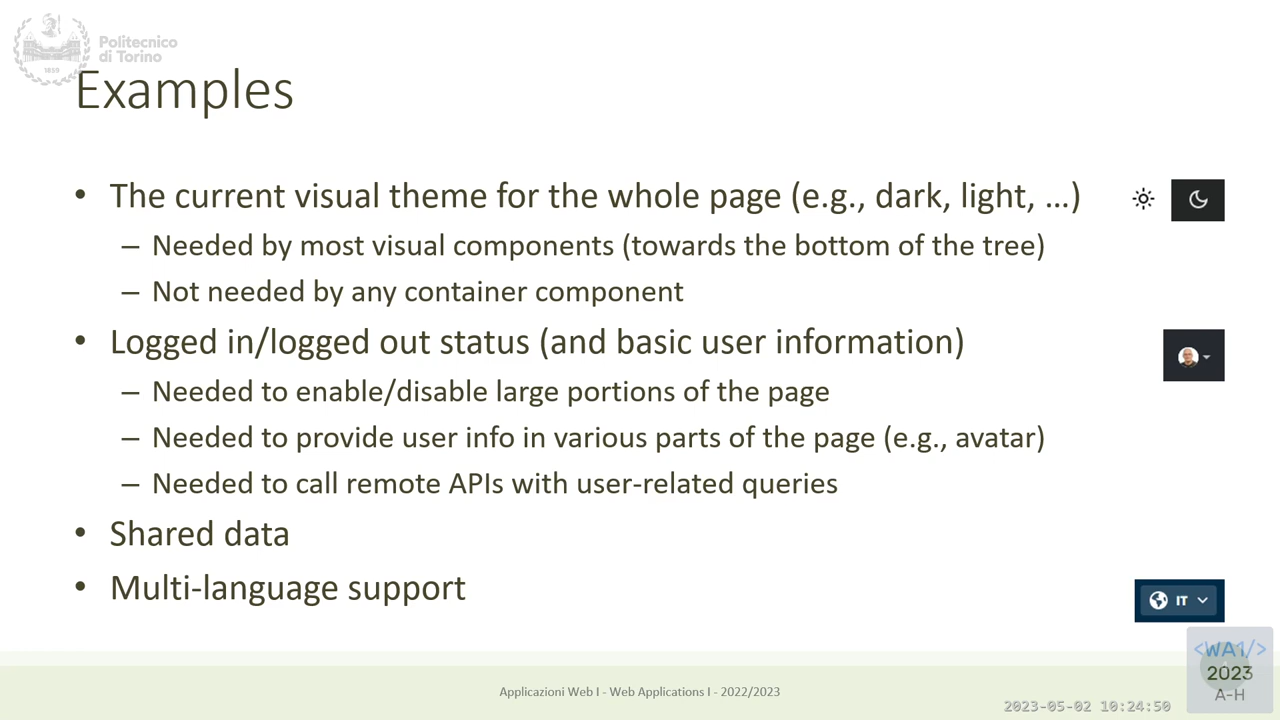 Politecnico
di Torino
1859
Examples
• The current visual theme for the whole page (e.g., dark, light, …)
– Needed by most visual components (towards the bottom of the tree)
– Not needed by any container component
• Logged in/logged out status (and basic user information)
– Needed to enable/disable large portions of the page
– Needed to provide user info in various parts of the page (e.g., avatar)
– Needed to call remote APIs with user-related queries
• Shared data
• Multi-language support
IT
<WA1/>
2023
A-H
Applicazioni Web I - Web Applications I - 2022/2023
2023-05-02 10:24:50